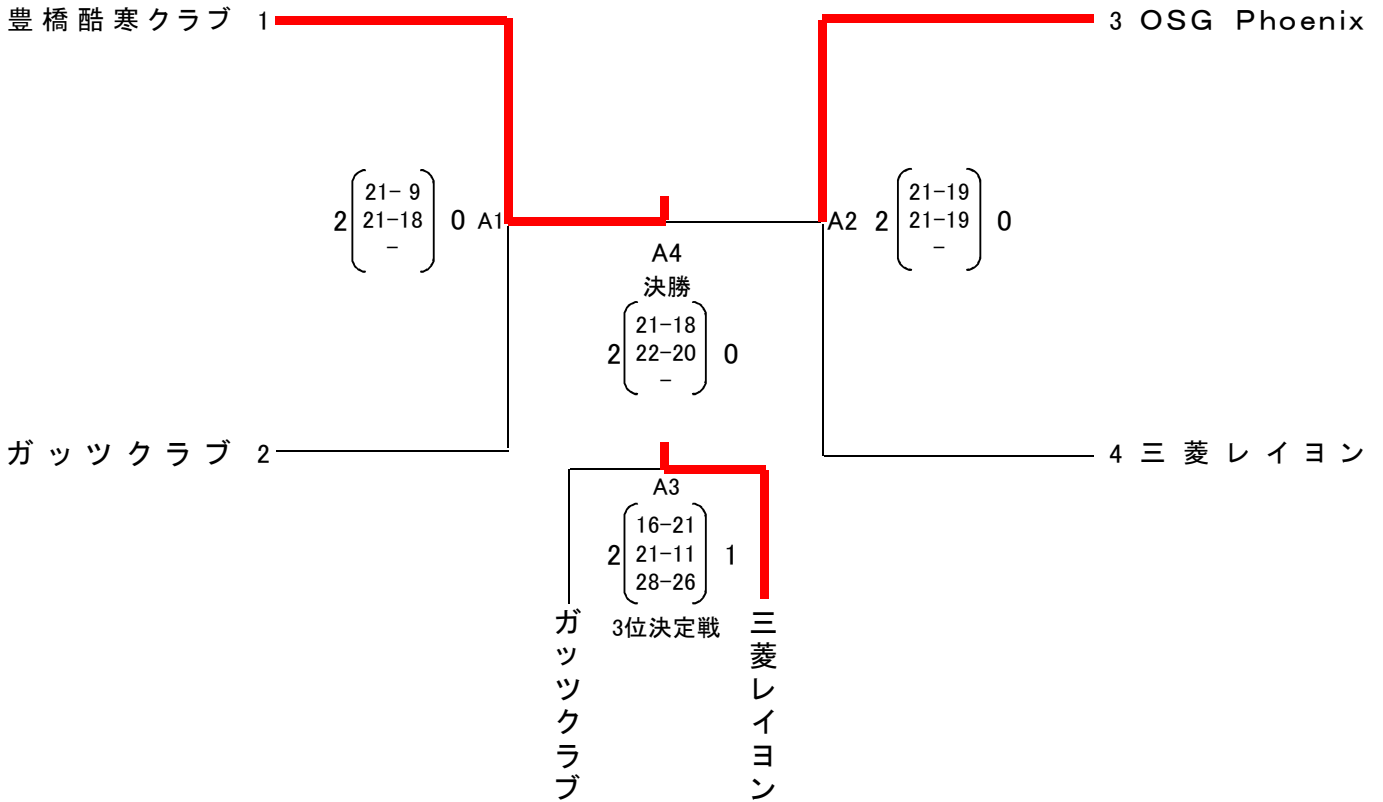 豊橋酷寒クラブ 1
3 OSG Phoenix
21- 9
2 21-18 0 A1
-
21-19
A2 2 21-19 0
-
A4
決勝
21-18
2 22-20 0
-
ガッツクラブ 2
4 三菱レイヨン
A3
16-21
2 21-11 1
28-26
3位決定戦
ガッツクラブ
三菱レイヨン